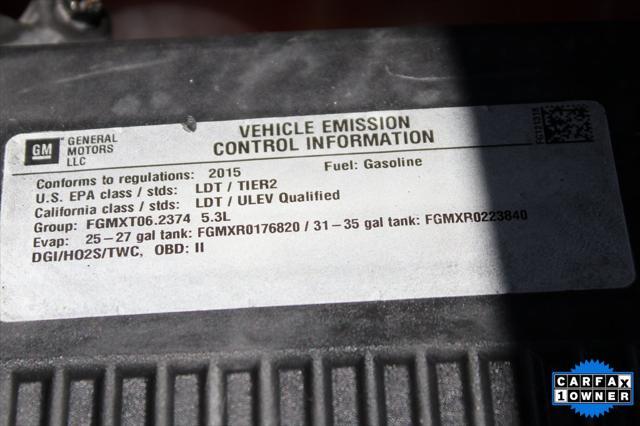 GM
GENERAL
MOTORS
LLC
VEHICLE EMISSION
CONTROL INFORMATION
Conforms to regulations: 2015 Fuel: Gasoline
U.S. EPA class / stds: LDT / TIER2
California class / stds: LDT / ULEV Qualified
Group: FGMXT06.2374 5.3L
Evap: 25-27 gal tank: FGMXR0176820 / 31-35 gal tank: FGMXR0223840
DGI/HO2S/TWC, OBD: II
CARFAX
1 OWNER